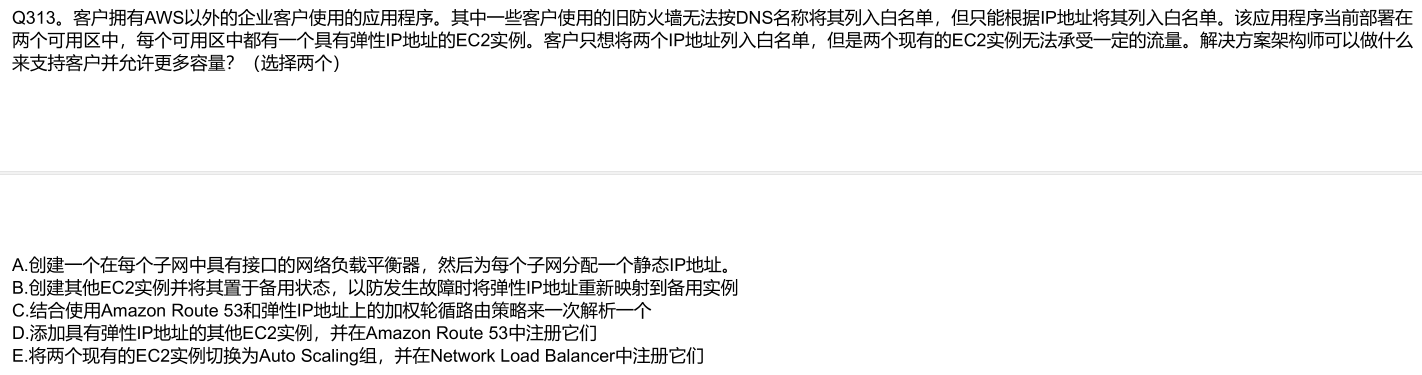 Q313。客户拥有AWS以外的企业客户使用的应用程序。其中一些客户使用的旧防火墙无法按DNS名称将其列入白名单，但只能根据IP地址将其列入白名单。该应用程序当前部署在
两个可用区中，每个可用区中都有一个具有弹性IP地址的EC2实例。客户只想将两个IP地址列入白名单，但是两个现有的EC2实例无法承受一定的流量。解决方案架构师可以做什么
来支持客户并允许更多容量？（选择两个）
A.创建一个在每个子网中具有接口的网络负载平衡器，然后为每个子网分配一个静态IP地址。
B.创建其他EC2实例并将其置于备用状态，以防发生故障时将弹性IP地址重新映射到备用实例
C.结合使用Amazon Route 53和弹性IP地址上的加权轮循路由策略来一次解析一个
D.添加具有弹性IP地址的其他EC2实例，并在Amazon Route 53中注册它们
E.将两个现有的EC2实例切换为Auto Scaling组，并在Network Load Balancer中注册它们